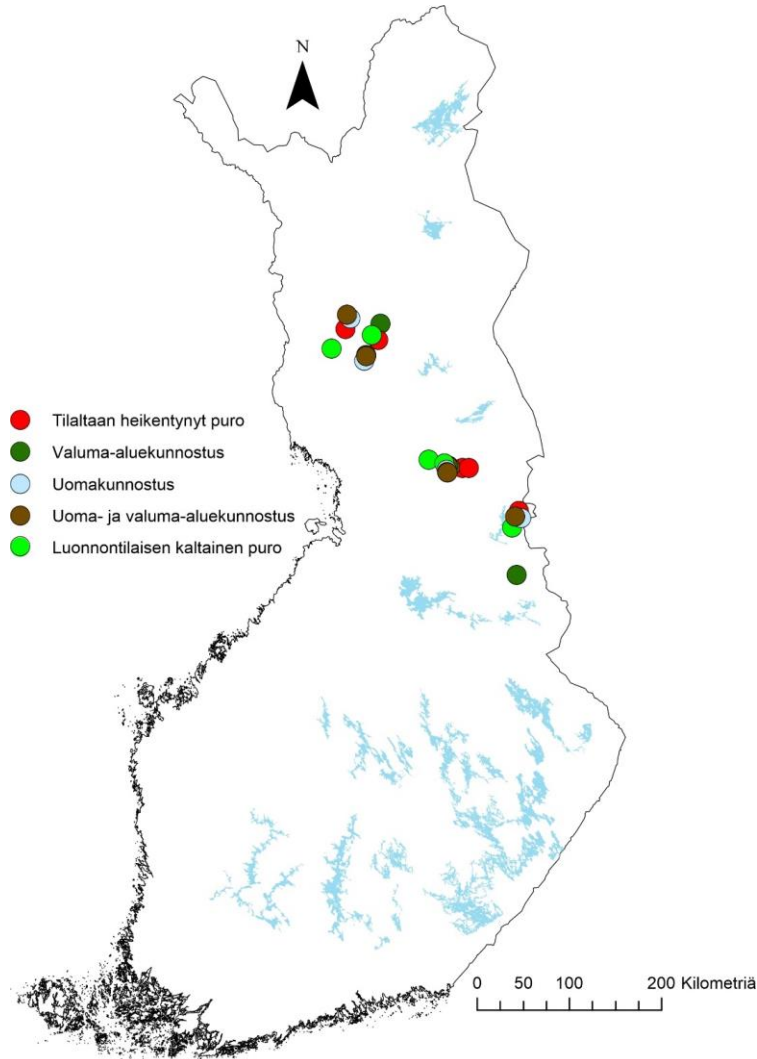 N
Tilaltaan heikentynyt puro
Valuma-aluekunnostus
Uomakunnostus
Uoma- ja valuma-aluekunnostus
Luonnontilaisen kaltainen puro
0 50 100 200 Kilometriä